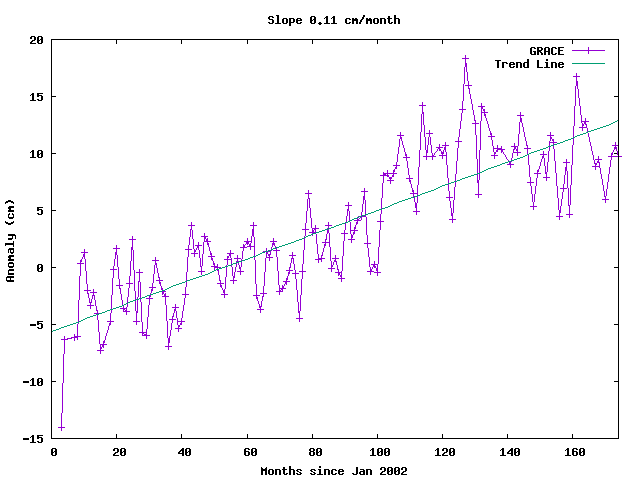 Slope 0.11 cm/month
GRACE
Trend Line
20
15
10
5
0
-5
-10
-15
Anomaly (cm)
0 20 40 60 80 100 120 140 160
Months since Jan 2002